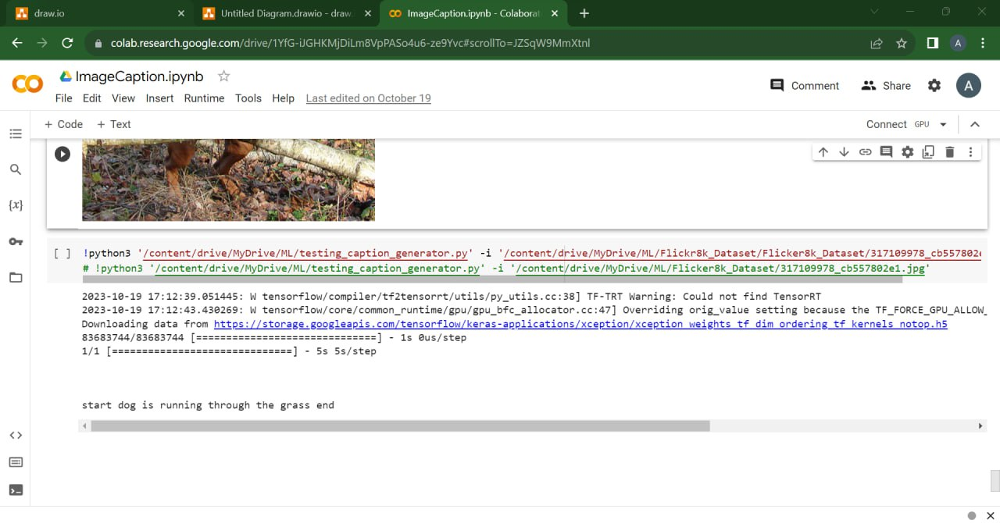 draw.io
Untitled Diagram.drawio - draw.
ImageCaption.ipynb - Colaborat
colab.research.google.com/drive/1YfG-iJGHKMjDiLm8VpPASo4u6-ze9Yvc#scrollTo=JZSqW9MmXtnl
A
ImageCaption.ipynb
File Edit View Insert Runtime Tools Help Last edited on October 19
Comment
Share
A
+ Code + Text
Connect GPU
{x}
[ ] !python3 '/content/drive/MyDrive/ML/testing_caption_generator.py' -i '/content/drive/MyDrive/ML/Flickr8k_Dataset/Flicker8k_Dataset/317109978_cb557802e
# !python3 '/content/drive/MyDrive/ML/testing_caption_generator.py' -i '/content/drive/MyDrive/ML/Flicker8k_Dataset/317109978_cb557802e1.jpg'
2023-10-19 17:12:39.051445: W tensorflow/compiler/tf2tensorrt/utils/py_utils.cc:38] TF-TRT Warning: Could not find TensorRT
2023-10-19 17:12:43.430269: W tensorflow/core/common_runtime/gpu/gpu_bfc_allocator.cc:47] Overriding orig_value setting because the TF_FORCE_GPU_ALLOW_
Downloading data from https://storage.googleapis.com/tensorflow/keras-applications/xception/xception_weights_tf_dim_ordering_tf_kernels_notop.h5
83683744/83683744 [==============================] - 1s 0us/step
1/1 [==============================] - 5s 5s/step
start dog is running through the grass end